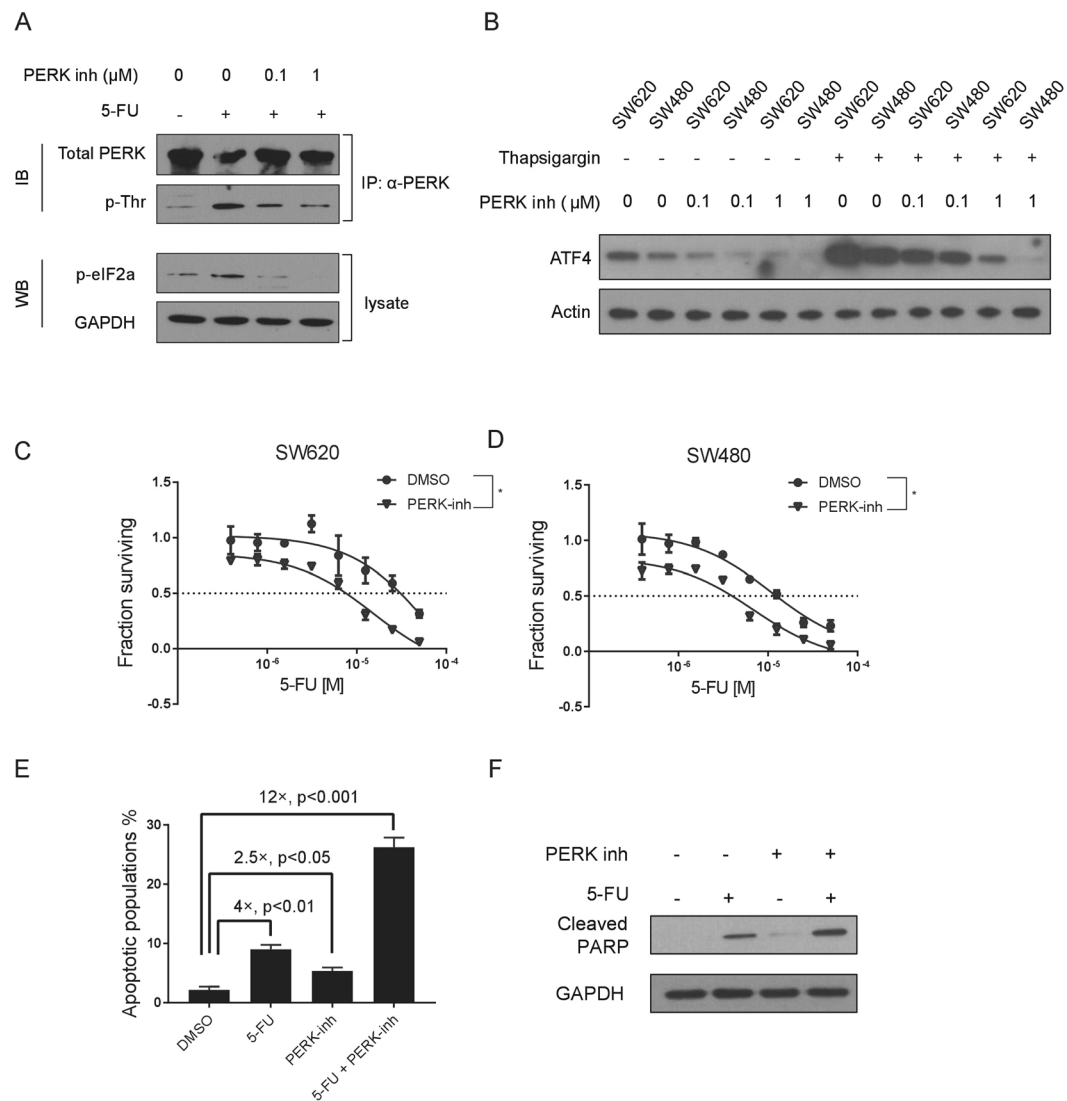 A
PERK inh (µM) 0 0 0.1 1
5-FU - + + +
IB
Total PERK
p-Thr
IP: α-PERK
WB
p-eIF2a
GAPDH
lysate
B
SW620 SW480 SW620 SW480 SW620 SW480 SW620 SW480 SW620 SW480 SW620 SW480
Thapsigargin - - - - - - + + + + + +
PERK inh ( µM) 0 0 0.1 0.1 1 1 0 0 0.1 0.1 1 1
ATF4
Actin
C
SW620
DMSO
PERK-inh
*
Fraction surviving
1.5
1.0
0.5
0.0
-0.5
10-6 10-5 10-4
5-FU [M]
D
SW480
DMSO
PERK-inh
*
Fraction surviving
1.5
1.0
0.5
0.0
-0.5
10-6 10-5 10-4
5-FU [M]
E
Apoptotic populations %
30
20
10
0
12×, p<0.001
2.5×, p<0.05
4×, p<0.01
DMSO
5-FU
PERK-inh
5-FU + PERK-inh
F
PERK inh - - + +
5-FU - + - +
Cleaved
PARP
GAPDH